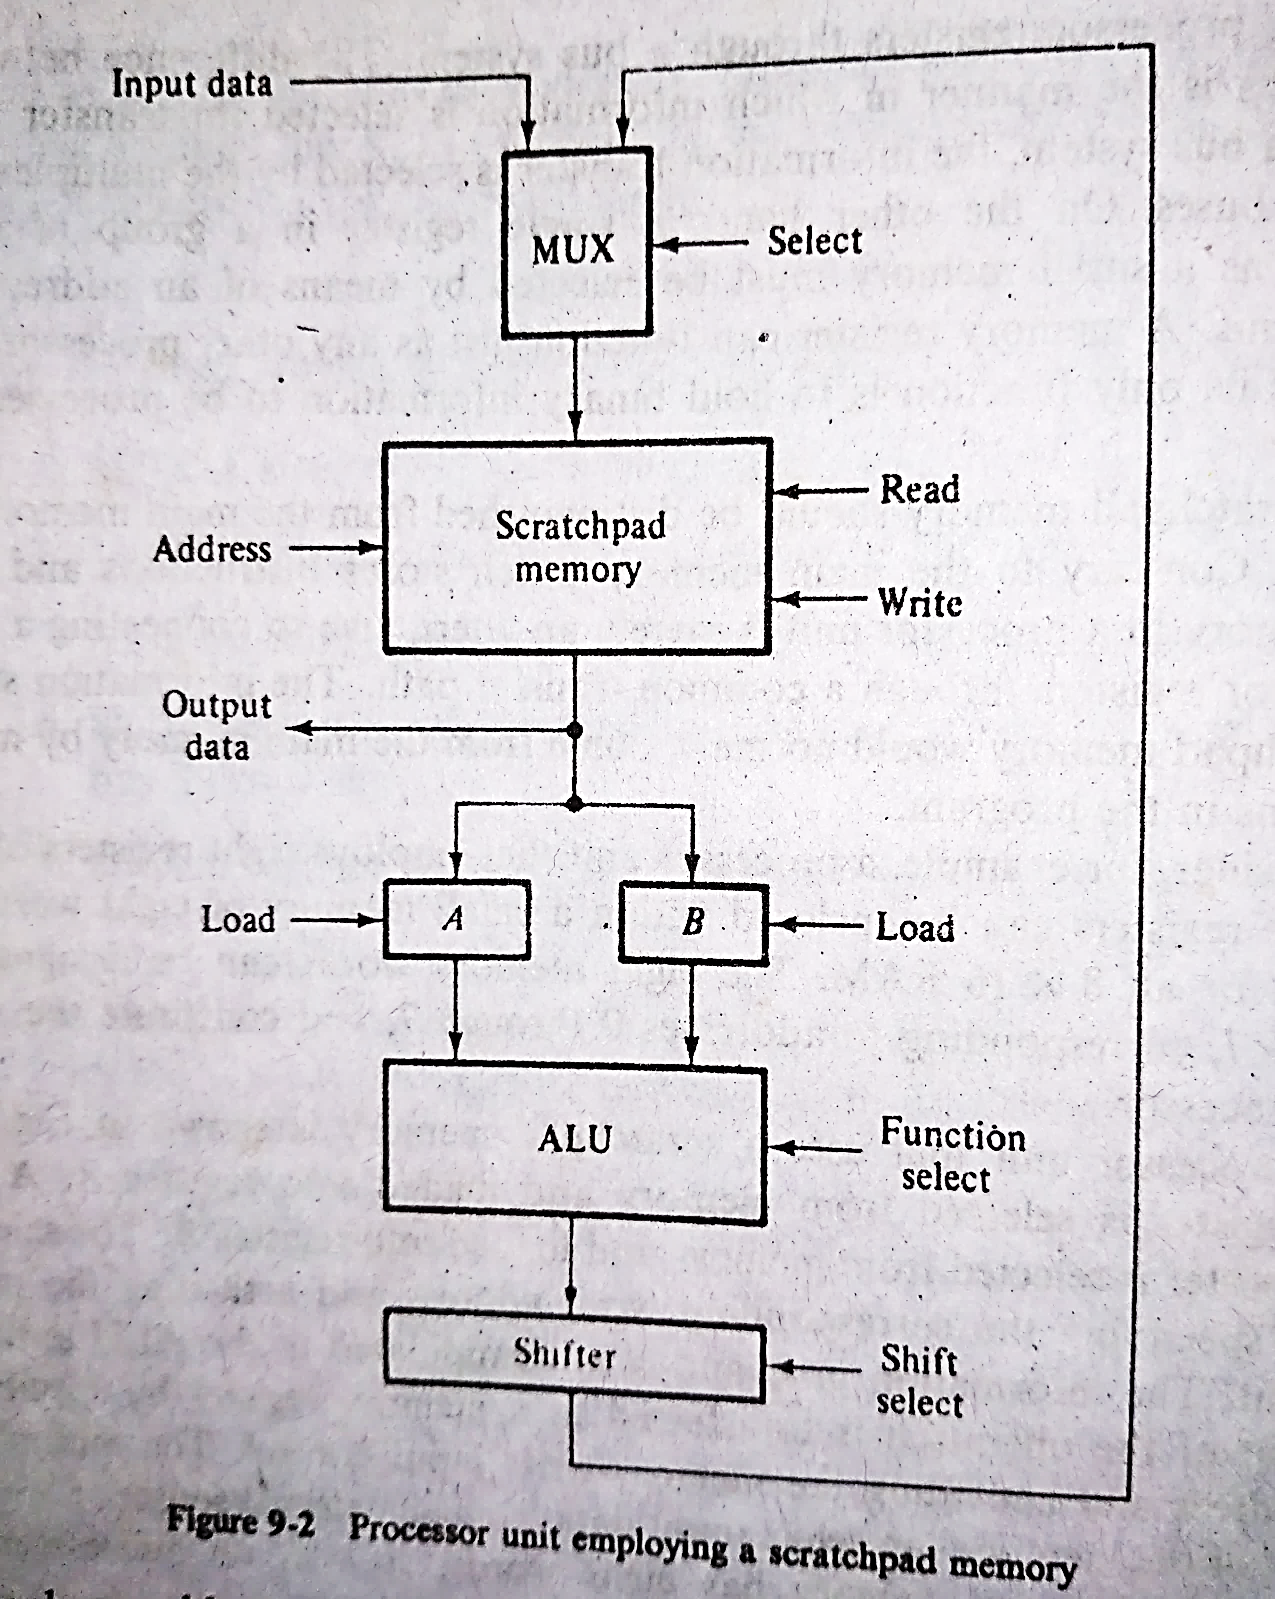 Input data
MUX
Select
Scratchpad
memory
Address
Read
Write
Output
data
Load
A
B
Load
ALU
Function
select
Shifter
Shift
select
Figure 9-2 Processor unit employing a scratchpad memory